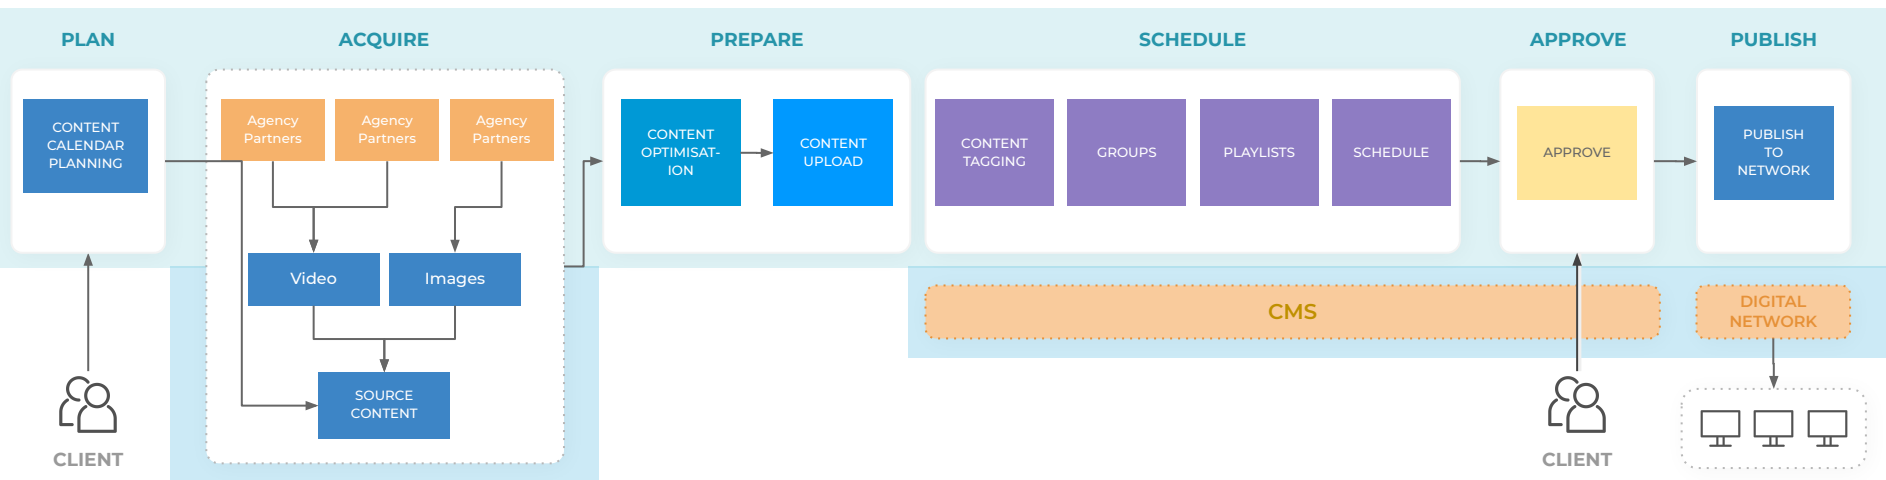 PLAN
ACQUIRE
PREPARE
SCHEDULE
APPROVE
PUBLISH
CONTENT
CALENDAR
PLANNING
Agency
Partners
Agency
Partners
Agency
Partners
Video
Images
SOURCE
CONTENT
CONTENT
OPTIMISAT-
ION
CONTENT
UPLOAD
CONTENT
TAGGING
GROUPS
PLAYLISTS
SCHEDULE
APPROVE
PUBLISH
TO
NETWORK
CMS
DIGITAL
NETWORK
CLIENT
CLIENT